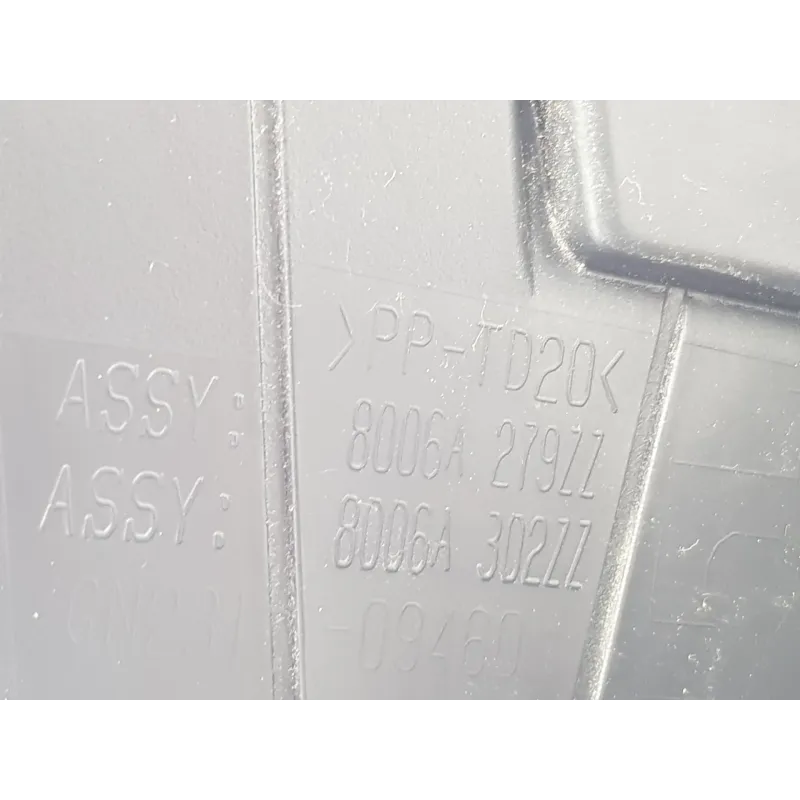 >PP-TD20<
ASSY: 8006A 279ZZ
ASSY: 8006A 302ZZ
-09460